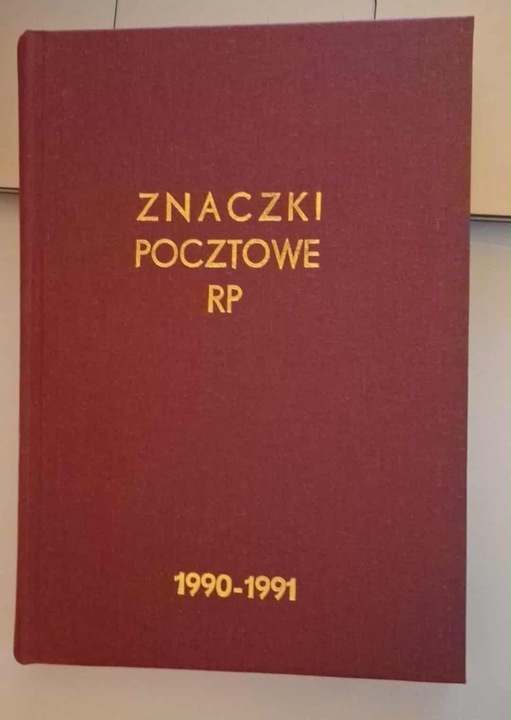 ZNACZKI
POCZTOWE
RP
1990-1991